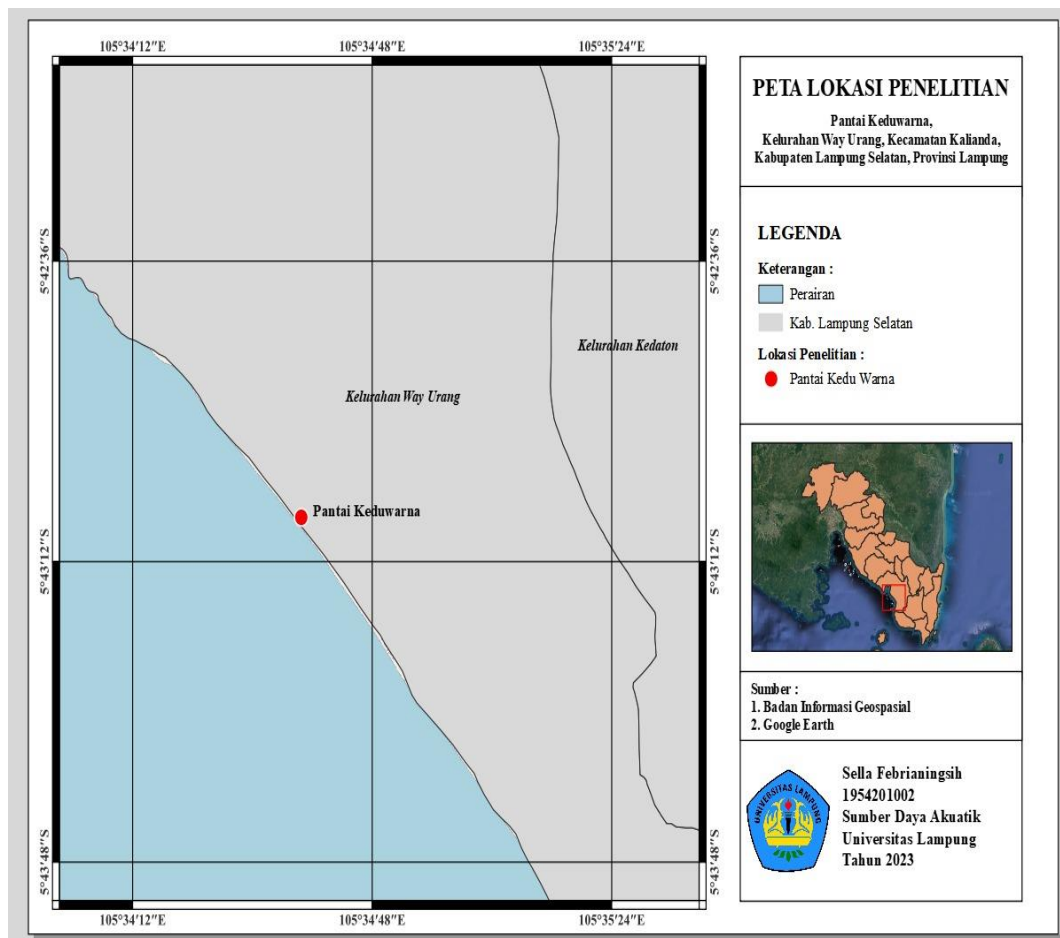 105°34′12″E
105°34′48″E
105°35′24″E
5°42′36″S
5°42′36″S
Kelurahan Kedaton
Kelurahan Way Urang
Pantai Keduwarna
5°43′12″S
5°43′12″S
5°43′48″S
5°43′48″S
105°34′12″E
105°34′48″E
105°35′24″E
PETA LOKASI PENELITIAN
Pantai Keduwarna,
Kelurahan Way Urang, Kecamatan Kalianda,
Kabupaten Lampung Selatan, Provinsi Lampung
LEGENDA
Keterangan :
Perairan
Kab. Lampung Selatan
Lokasi Penelitian :
Pantai Kedu Warna
Sumber :
1. Badan Informasi Geospasial
2. Google Earth
UNIVERSITAS LAMPUNG
Sella Febrianingsih
1954201002
Sumber Daya Akuatik
Universitas Lampung
Tahun 2023